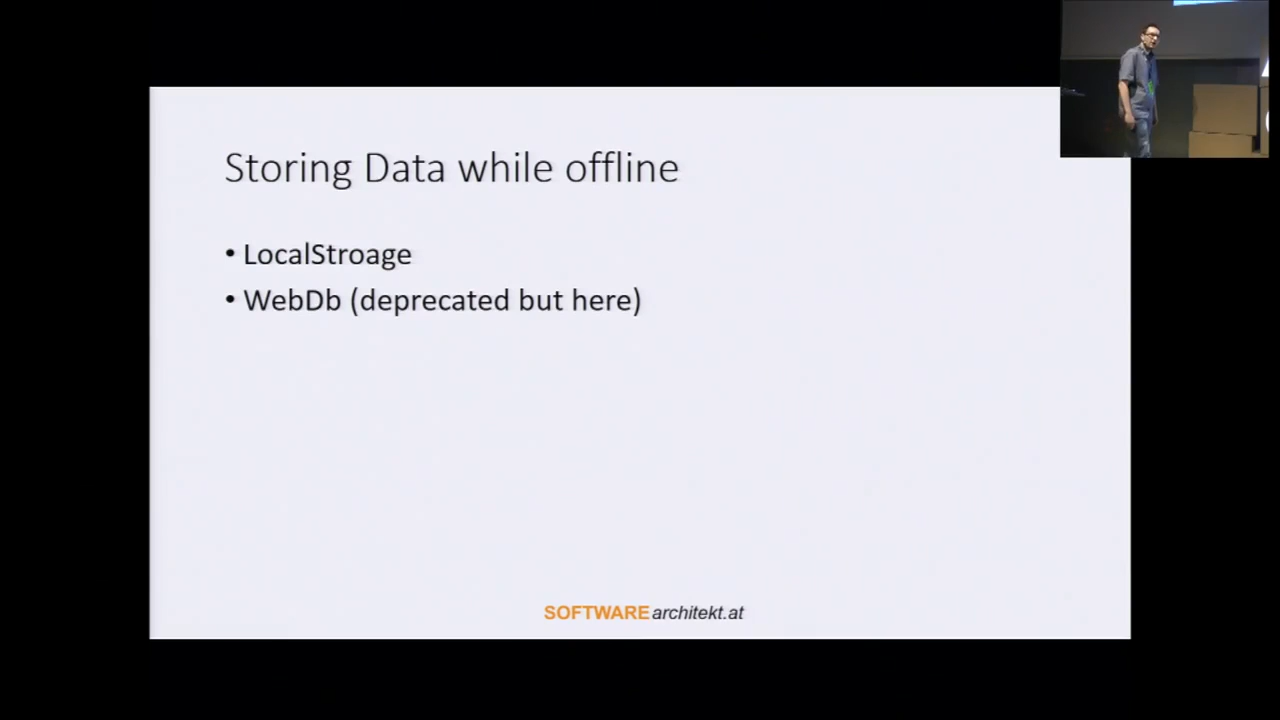 Storing Data while offline
• LocalStroage
• WebDb (deprecated but here)
SOFTWAREarchitekt.at